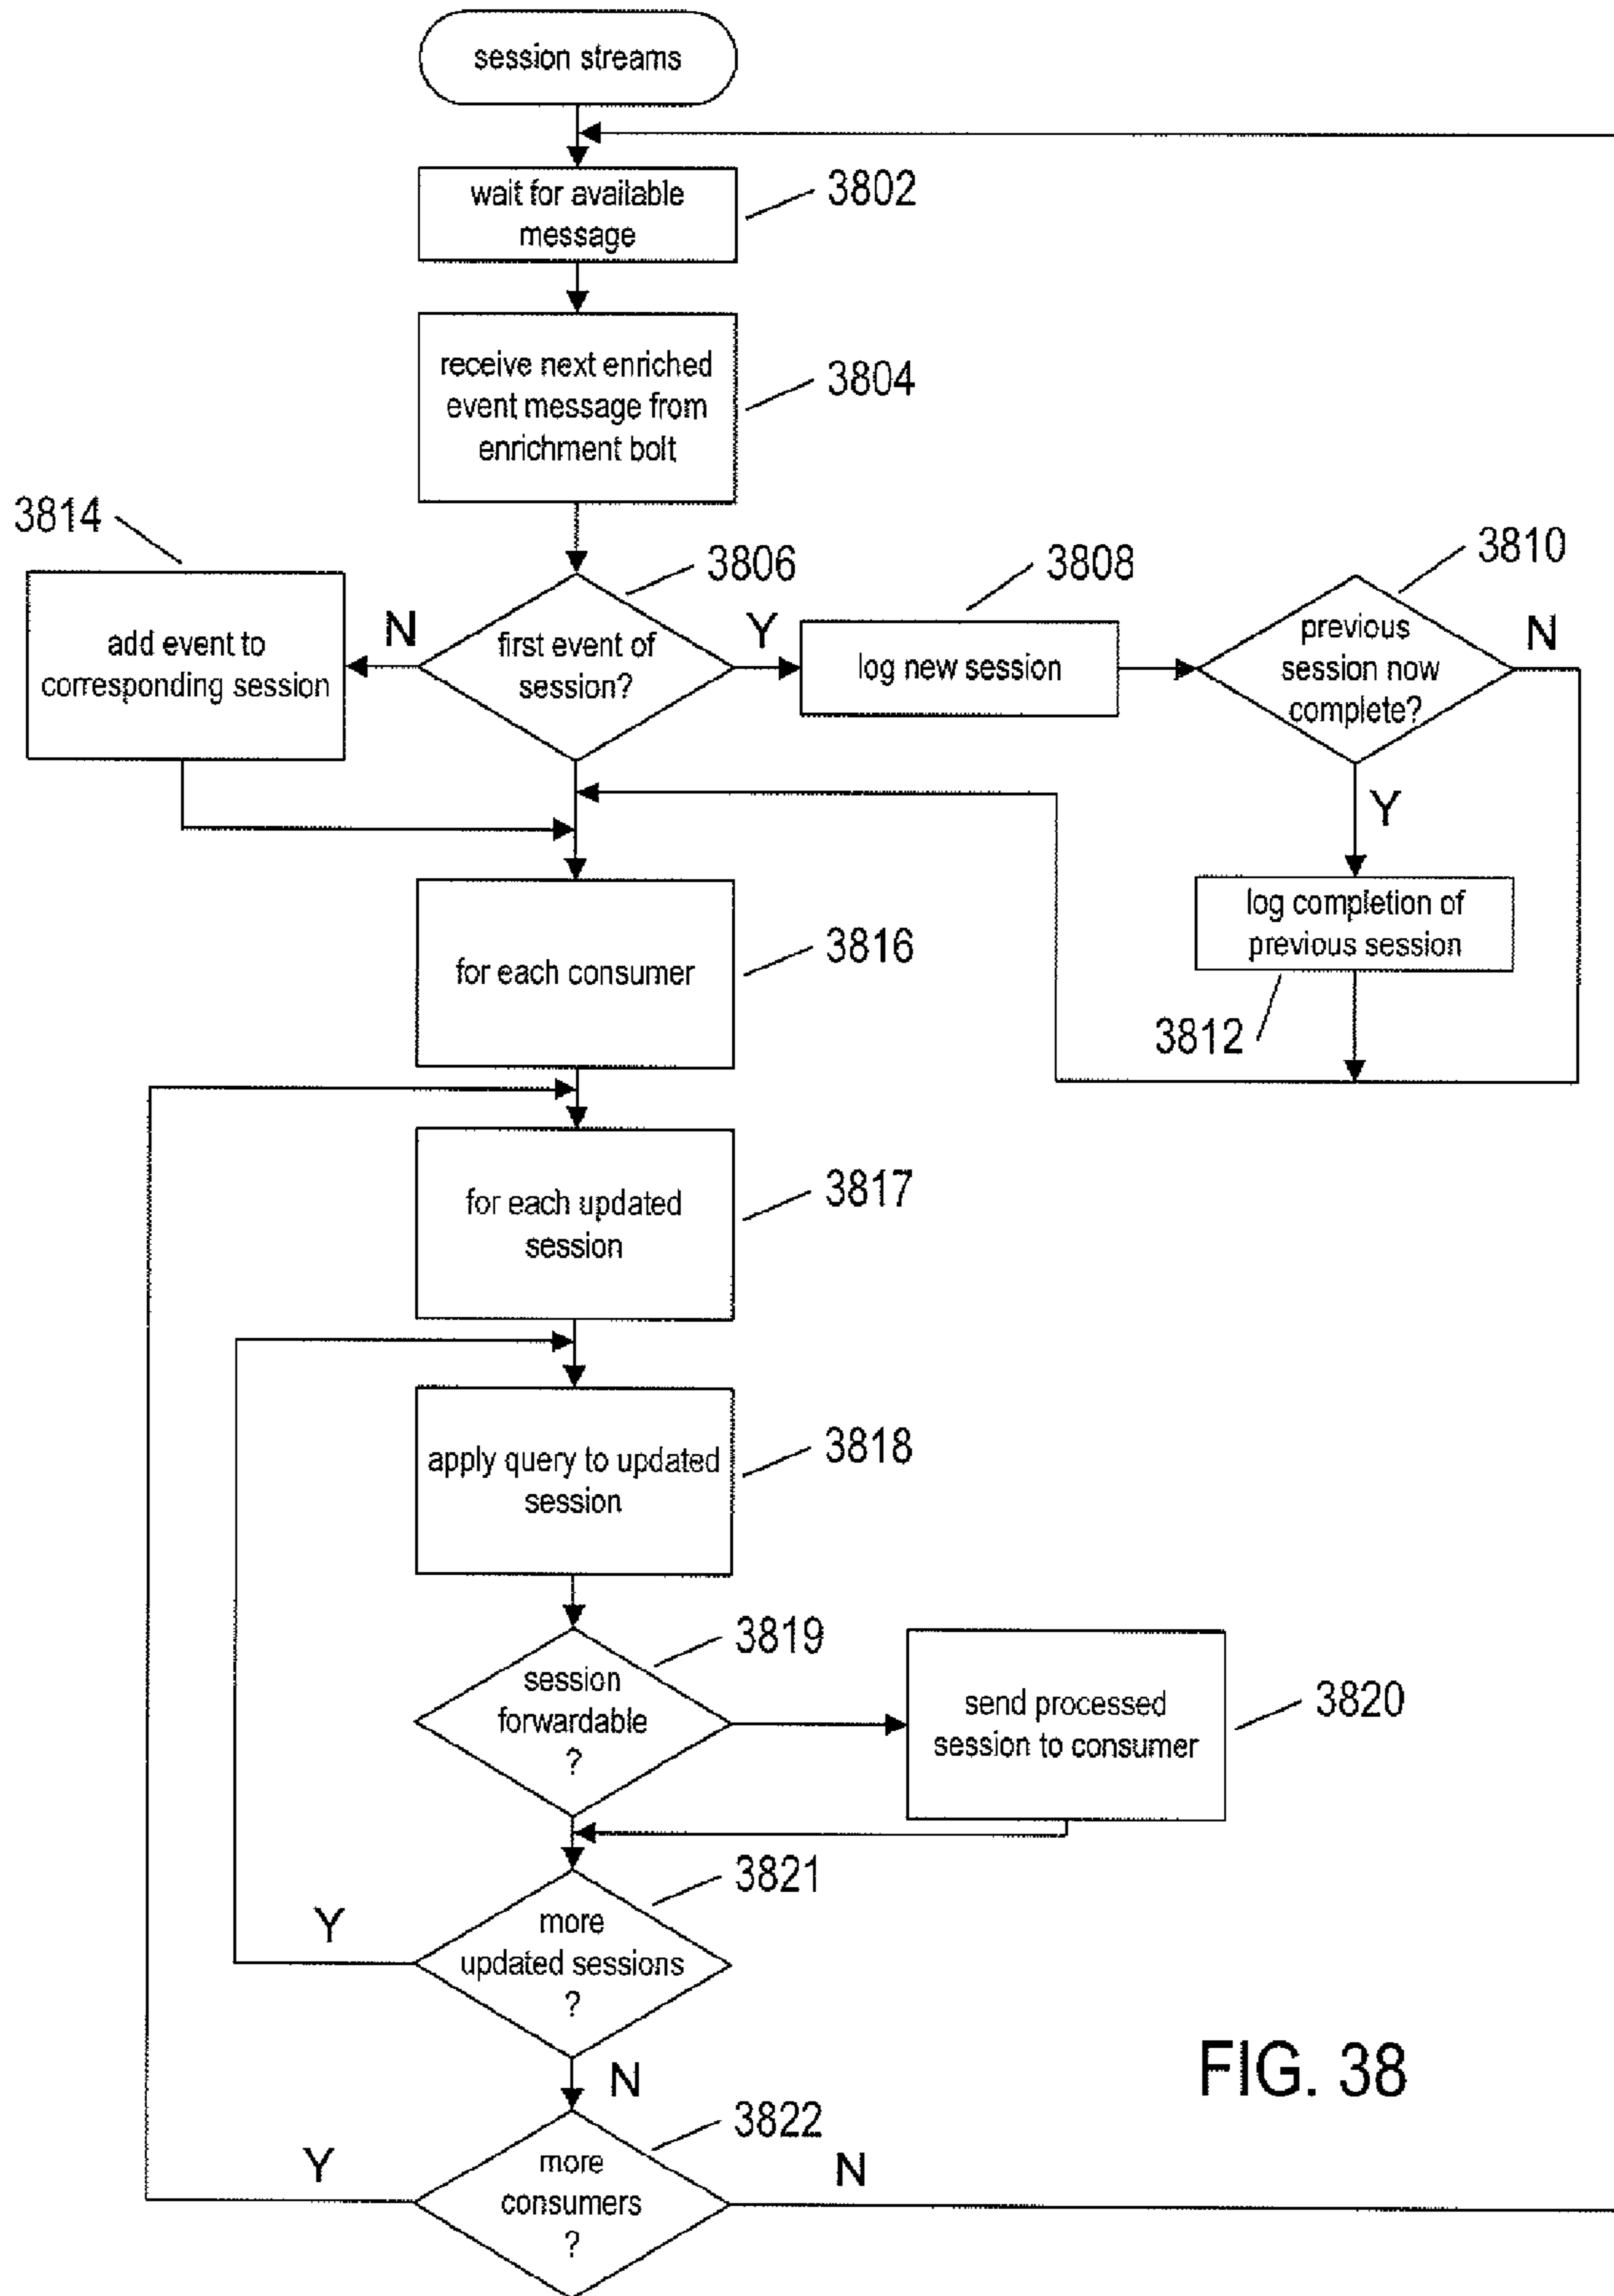 session streams
wait for available
message
3802
receive next enriched
event message from
enrichment bolt
3804
3814
3806
3808
3810
add event to
corresponding session
N
first event of
session?
Y
log new session
previous
session now
complete?
N
Y
for each consumer
3816
log completion of
previous session
3812
for each updated
session
3817
apply query to updated
session
3818
session
forwardable
?
3819
send processed
session to consumer
3820
more
updated sessions
?
3821
Y
N
more
consumers
?
3822
Y
N
FIG. 38